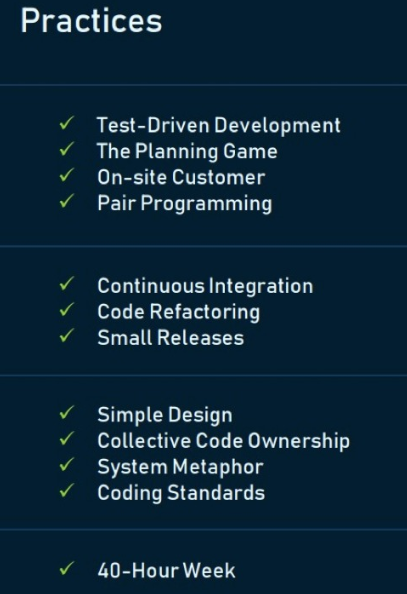 Practices
Test-Driven Development
The Planning Game
On-site Customer
Pair Programming
Continuous Integration
Code Refactoring
Small Releases
Simple Design
Collective Code Ownership
System Metaphor
Coding Standards
40-Hour Week